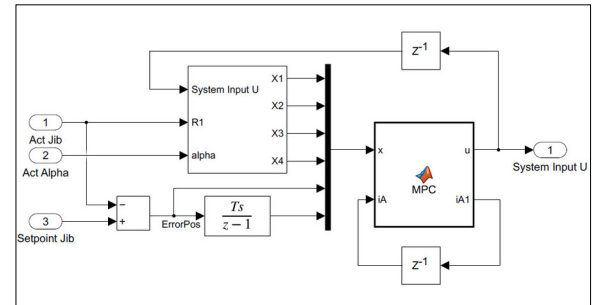 Z-1
System Input U
X1
X2
R1
X3
alpha
X4
1
Act Jib
2
Act Alpha
x
u
MPC
iA
iA1
1
System Input U
−
+
3
Setpoint Jib
ErrorPos
Ts
z − 1
Z-1